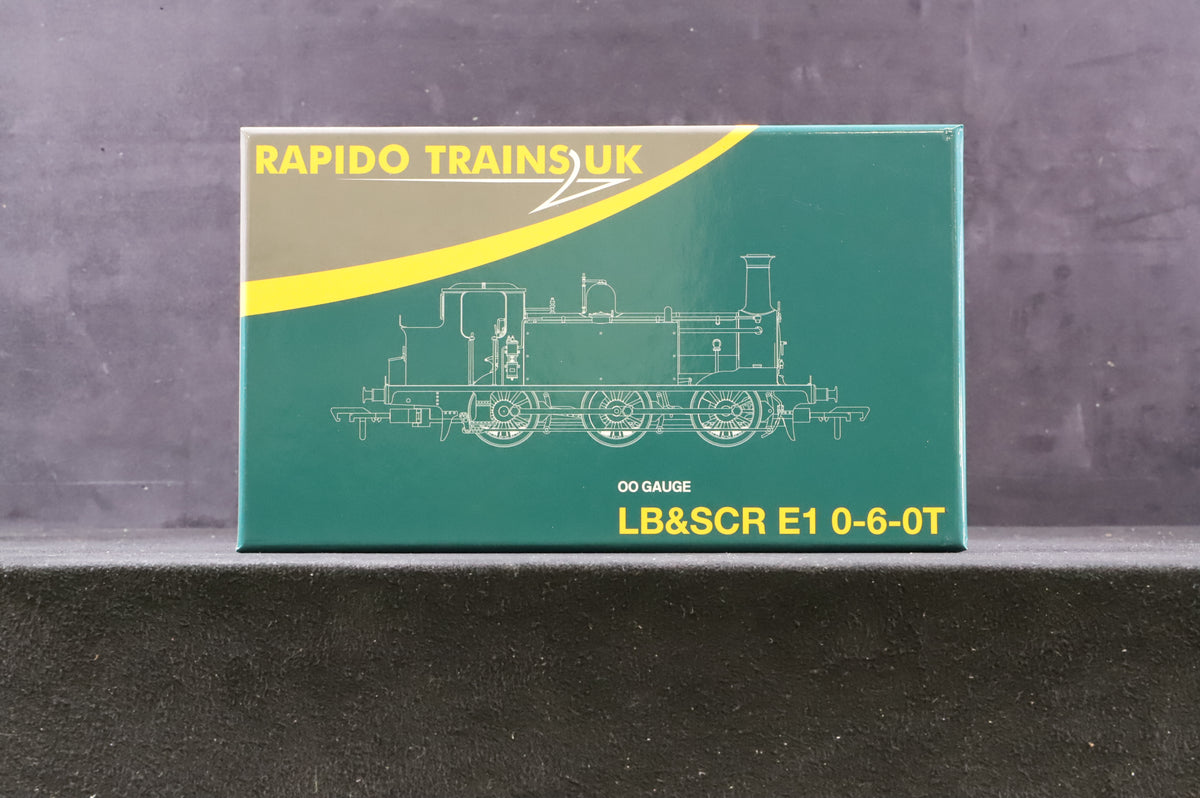 RAPIDO TRAINS UK
OO GAUGE
LB&SCR E1 0-6-0T